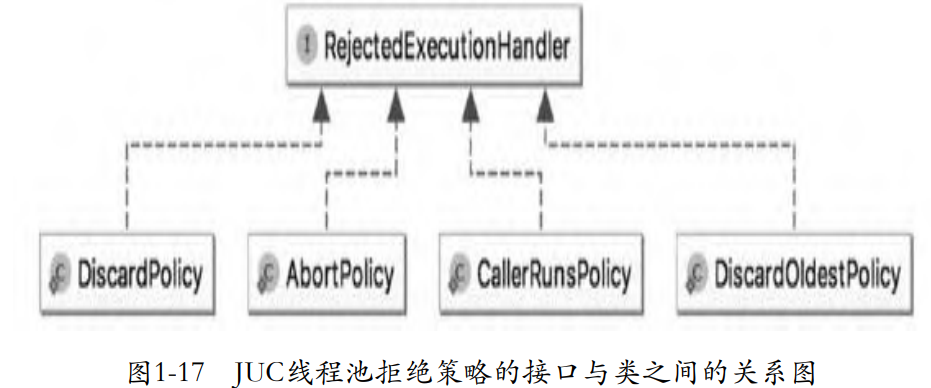 I RejectedExecutionHandler
C DiscardPolicy
C AbortPolicy
C CallerRunsPolicy
C DiscardOldestPolicy
图1-17 JUC线程池拒绝策略的接口与类之间的关系图